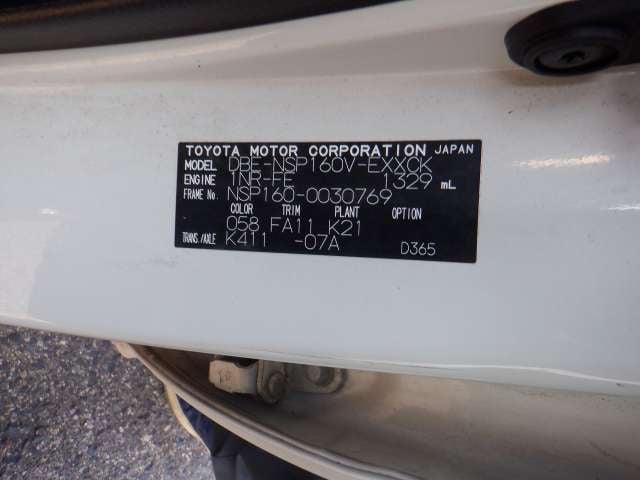 TOYOTA MOTOR CORPORATION JAPAN
MODEL DBE-NSP160V-EXXCK
ENGINE 1NR-FE 1329 mL
FRAME No. NSP160-0030769
COLOR TRIM PLANT OPTION
058 FA11 K21
TRANS./AXLE K411 -07A D365